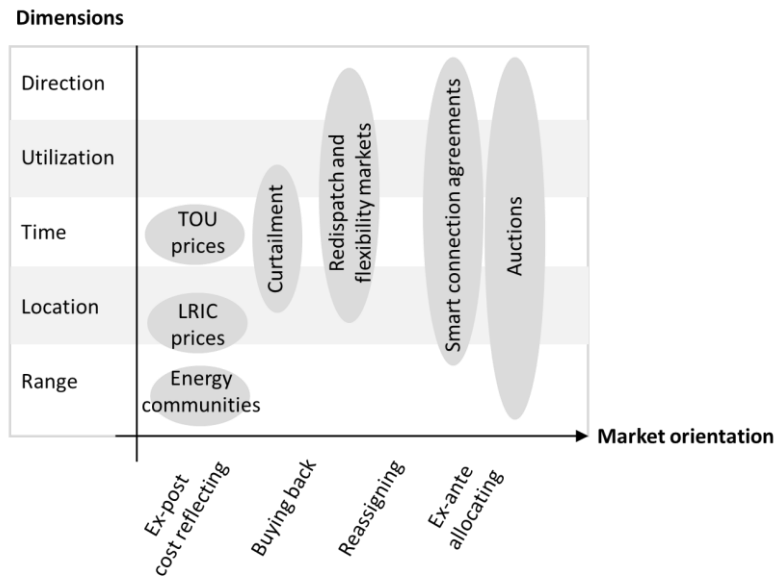 Dimensions
Direction
Utilization
Time
Location
Range
TOU
prices
LRIC
prices
Energy
communities
Curtailment
Redispatch and
flexibility markets
Smart connection agreements
Auctions
Market orientation
Ex-post
cost reflecting
Buying back
Reassigning
Ex-ante
allocating